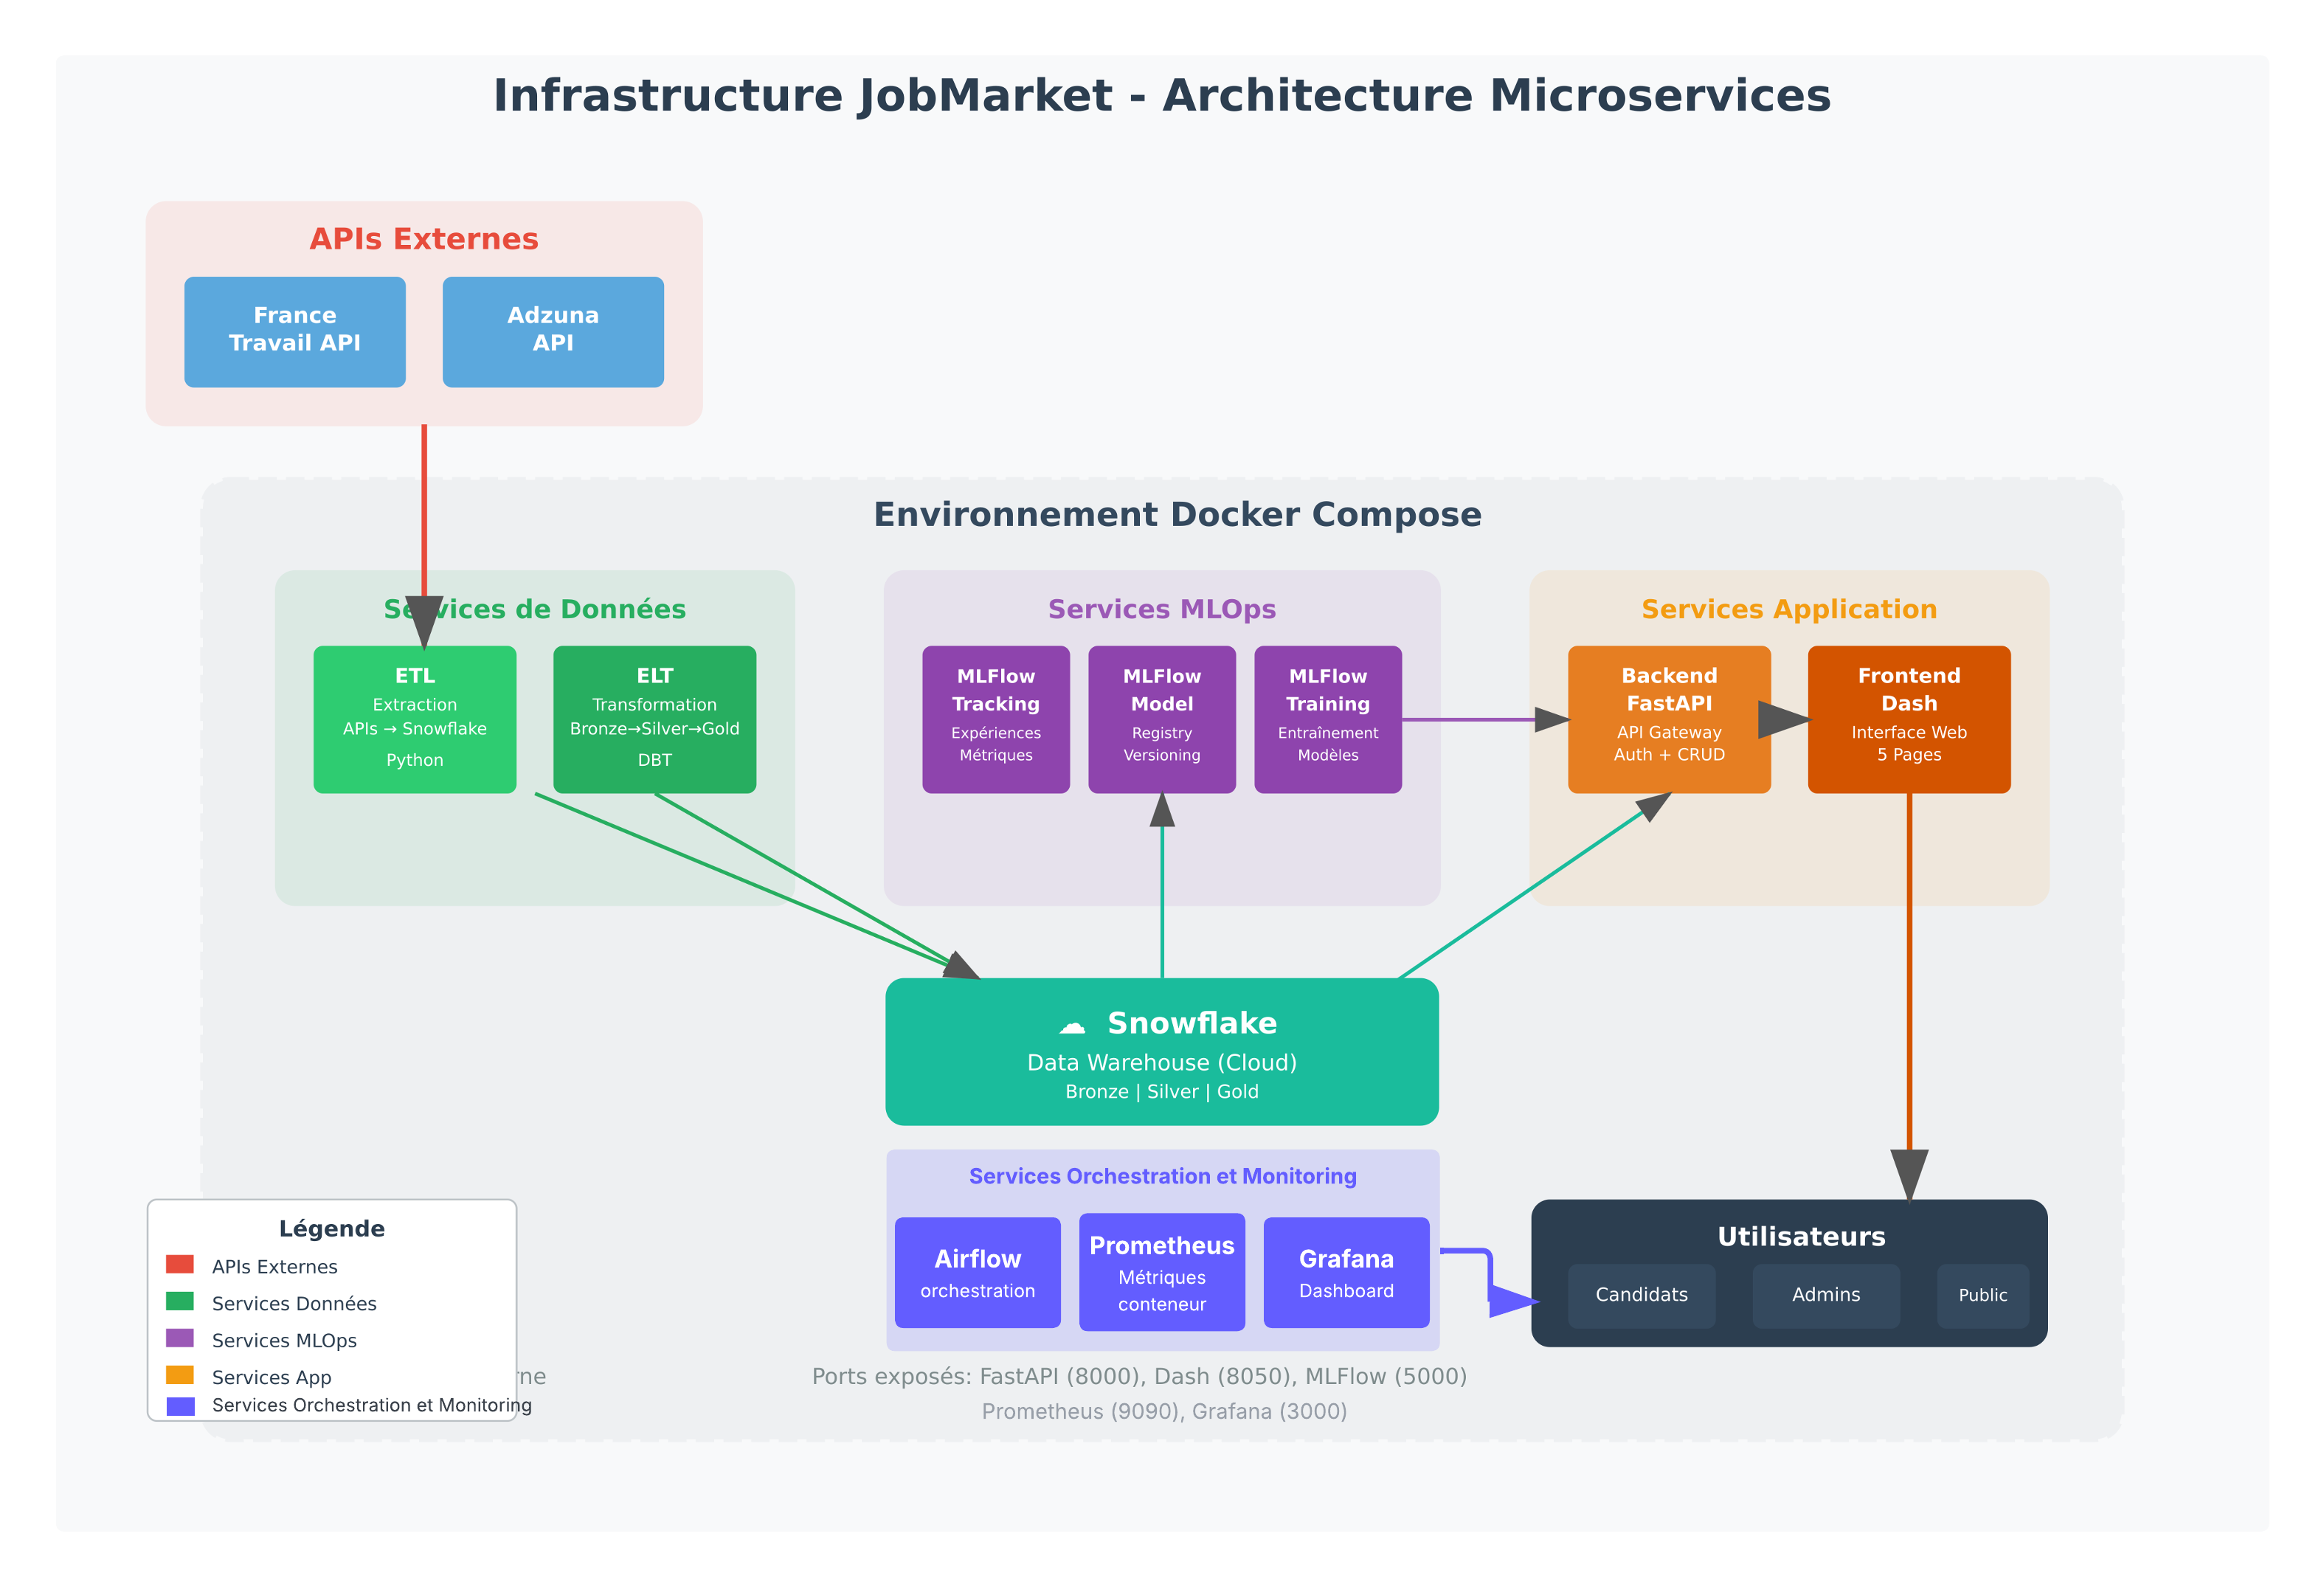 Infrastructure JobMarket - Architecture Microservices
APIs Externes
France
Travail API
Adzuna
API
Environnement Docker Compose
Services de Données
ETL
Extraction
APIs → Snowflake
Python
ELT
Transformation
Bronze→Silver→Gold
DBT
Services MLOps
MLFlow
Tracking
Expériences
Métriques
MLFlow
Model
Registry
Versioning
MLFlow
Training
Entraînement
Modèles
Services Application
Backend
FastAPI
API Gateway
Auth + CRUD
Frontend
Dash
Interface Web
5 Pages
☁ Snowflake
Data Warehouse (Cloud)
Bronze | Silver | Gold
Services Orchestration et Monitoring
Airflow
orchestration
Prometheus
Métriques
conteneur
Grafana
Dashboard
Utilisateurs
Candidats
Admins
Public
Légende
APIs Externes
Services Données
Services MLOps
Services App
Services Orchestration et Monitoring
Ports exposés: FastAPI (8000), Dash (8050), MLFlow (5000)
Prometheus (9090), Grafana (3000)